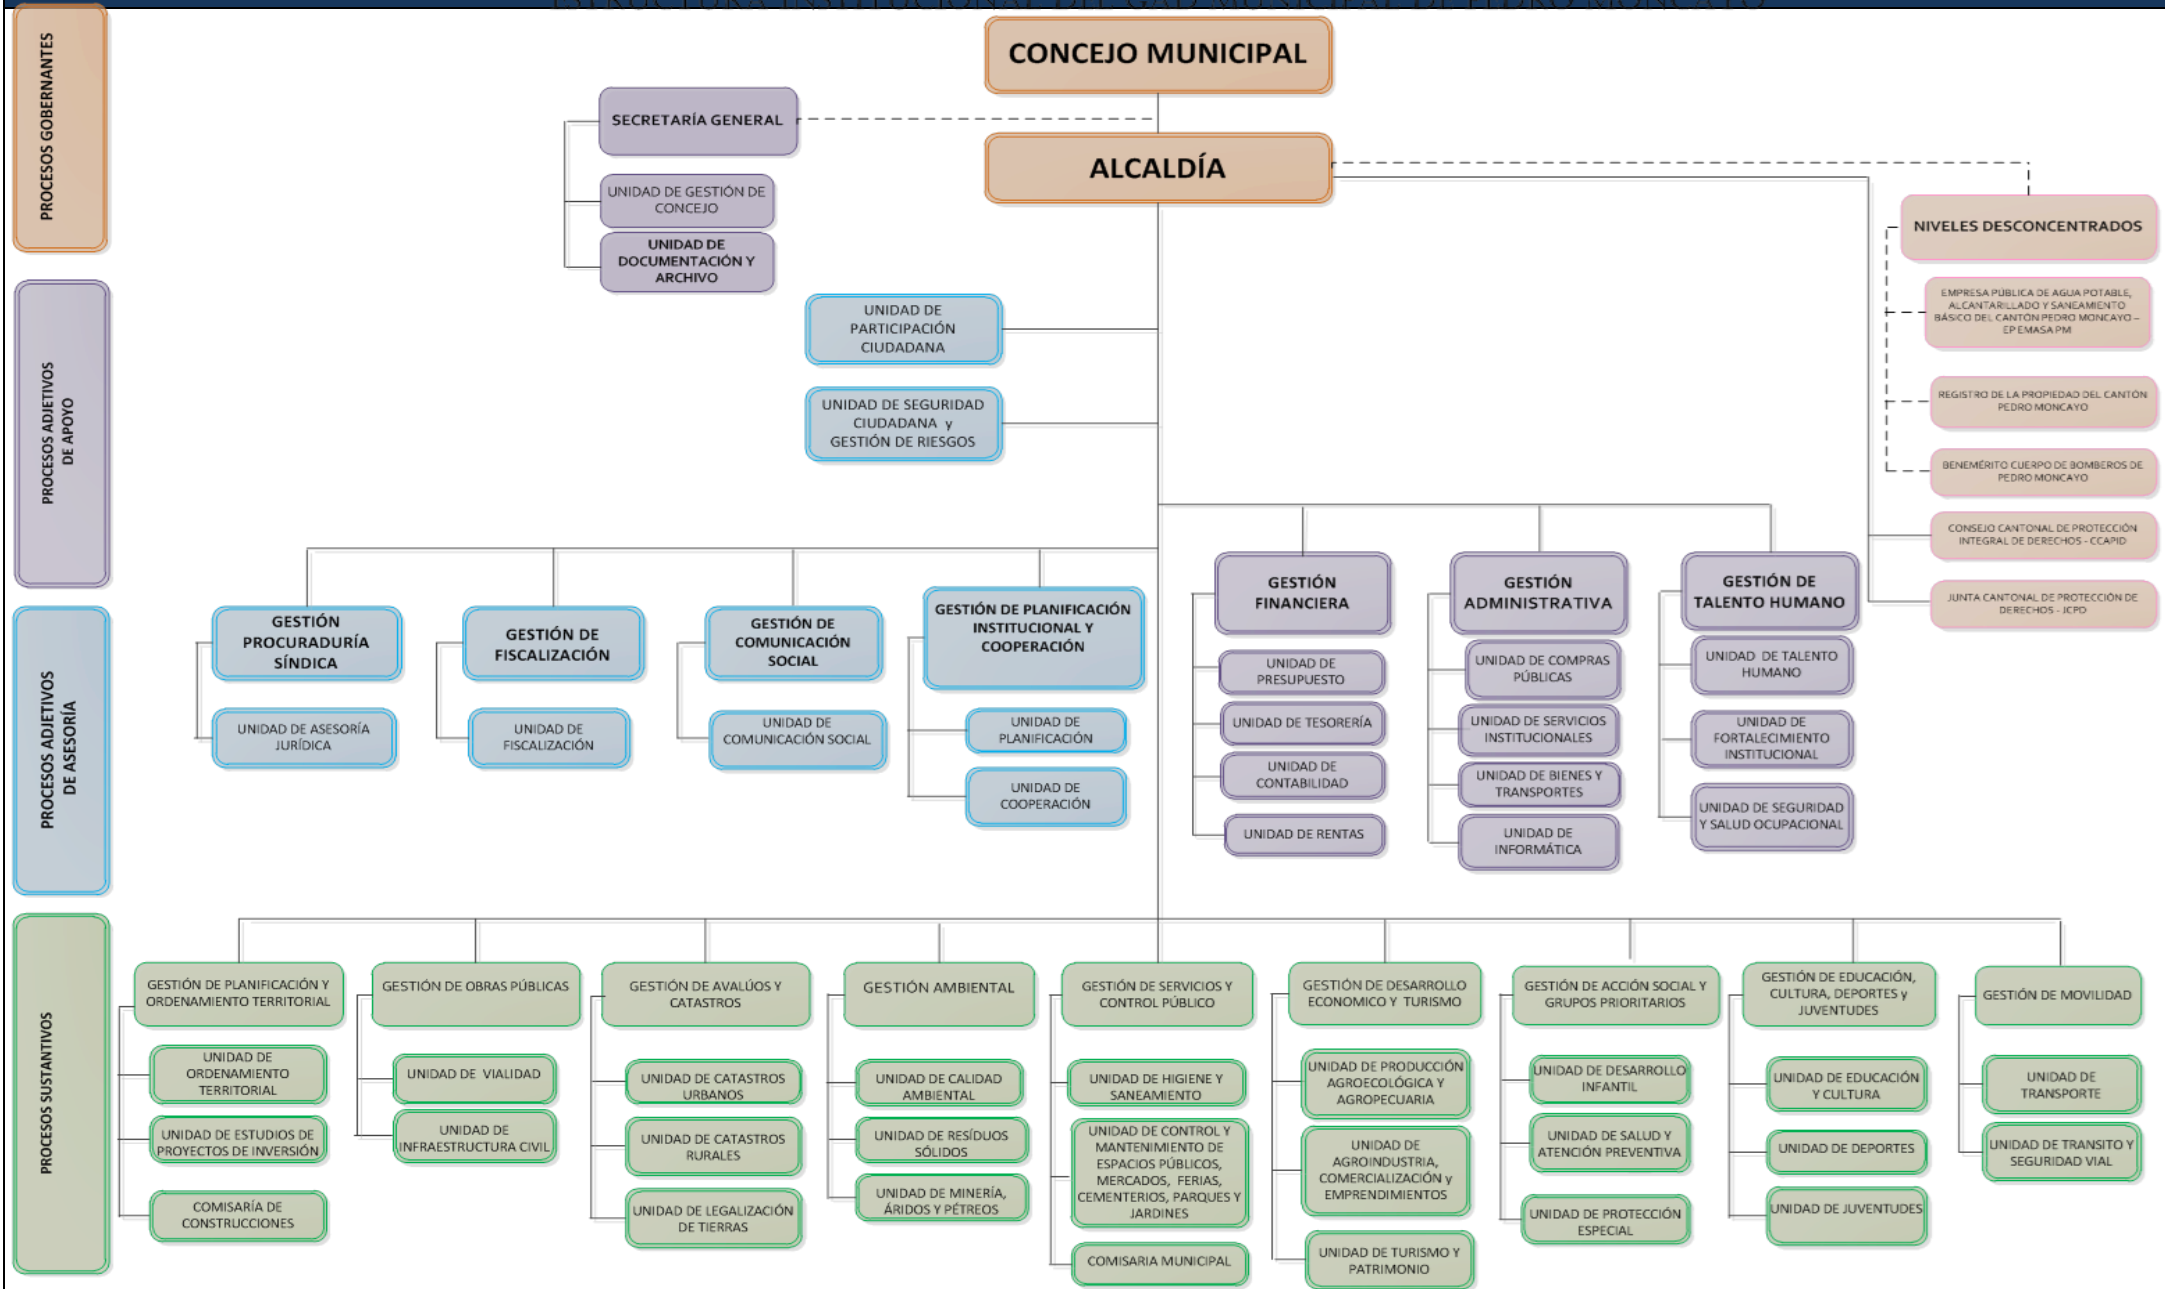 ESTRUCTURA INSTITUCIONAL DEL GAD MUNICIPAL DE PEDRO MONCAYO
PROCESOS GOBERNANTES
CONCEJO MUNICIPAL
SECRETARÍA GENERAL
ALCALDÍA
UNIDAD DE GESTIÓN DE
CONCEJO
UNIDAD DE
DOCUMENTACIÓN Y
ARCHIVO
NIVELES DESCONCENTRADOS
EMPRESA PÚBLICA DE AGUA POTABLE,
ALCANTARILLADO Y SANEAMIENTO
BÁSICO DEL CANTÓN PEDRO MONCAYO –
EP EMASA PM
REGISTRO DE LA PROPIEDAD DEL CANTÓN
PEDRO MONCAYO
BENEMÉRITO CUERPO DE BOMBEROS DE
PEDRO MONCAYO
CONSEJO CANTONAL DE PROTECCIÓN
INTEGRAL DE DERECHOS - CCAPID
JUNTA CANTONAL DE PROTECCIÓN DE
DERECHOS - JCPD
PROCESOS ADJETIVOS
DE APOYO
UNIDAD DE
PARTICIPACIÓN
CIUDADANA
UNIDAD DE SEGURIDAD
CIUDADANA y
GESTIÓN DE RIESGOS
GESTIÓN
FINANCIERA
UNIDAD DE
PRESUPUESTO
UNIDAD DE TESORERÍA
UNIDAD DE
CONTABILIDAD
UNIDAD DE RENTAS
GESTIÓN
ADMINISTRATIVA
UNIDAD DE COMPRAS
PÚBLICAS
UNIDAD DE SERVICIOS
INSTITUCIONALES
UNIDAD DE BIENES Y
TRANSPORTES
UNIDAD DE
INFORMÁTICA
GESTIÓN DE
TALENTO HUMANO
UNIDAD DE TALENTO
HUMANO
UNIDAD DE
FORTALECIMIENTO
INSTITUCIONAL
UNIDAD DE SEGURIDAD
Y SALUD OCUPACIONAL
PROCESOS ADJETIVOS
DE ASESORÍA
GESTIÓN
PROCURADURÍA
SÍNDICA
UNIDAD DE ASESORÍA
JURÍDICA
GESTIÓN DE
FISCALIZACIÓN
UNIDAD DE
FISCALIZACIÓN
GESTIÓN DE
COMUNICACIÓN
SOCIAL
UNIDAD DE
COMUNICACIÓN SOCIAL
GESTIÓN DE PLANIFICACIÓN
INSTITUCIONAL Y
COOPERACIÓN
UNIDAD DE
PLANIFICACIÓN
UNIDAD DE
COOPERACIÓN
PROCESOS SUSTANTIVOS
GESTIÓN DE PLANIFICACIÓN Y
ORDENAMIENTO TERRITORIAL
UNIDAD DE
ORDENAMIENTO
TERRITORIAL
UNIDAD DE ESTUDIOS DE
PROYECTOS DE INVERSIÓN
COMISARÍA DE
CONSTRUCCIONES
GESTIÓN DE OBRAS PÚBLICAS
UNIDAD DE VIALIDAD
UNIDAD DE
INFRAESTRUCTURA CIVIL
GESTIÓN DE AVALÚOS Y
CATASTROS
UNIDAD DE CATASTROS
URBANOS
UNIDAD DE CATASTROS
RURALES
UNIDAD DE LEGALIZACIÓN
DE TIERRAS
GESTIÓN AMBIENTAL
UNIDAD DE CALIDAD
AMBIENTAL
UNIDAD DE RESÍDUOS
SÓLIDOS
UNIDAD DE MINERÍA,
ÁRIDOS Y PÉTREOS
GESTIÓN DE SERVICIOS Y
CONTROL PÚBLICO
UNIDAD DE HIGIENE Y
SANEAMIENTO
UNIDAD DE CONTROL Y
MANTENIMIENTO DE
ESPACIOS PÚBLICOS,
MERCADOS, FERIAS,
CEMENTERIOS, PARQUES Y
JARDINES
COMISARIA MUNICIPAL
GESTIÓN DE DESARROLLO
ECONOMICO Y TURISMO
UNIDAD DE PRODUCCIÓN
AGROECOLÓGICA Y
AGROPECUARIA
UNIDAD DE
AGROINDUSTRIA,
COMERCIALIZACIÓN y
EMPRENDIMIENTOS
UNIDAD DE TURISMO Y
PATRIMONIO
GESTIÓN DE ACCIÓN SOCIAL Y
GRUPOS PRIORITARIOS
UNIDAD DE DESARROLLO
INFANTIL
UNIDAD DE SALUD Y
ATENCIÓN PREVENTIVA
UNIDAD DE PROTECCIÓN
ESPECIAL
GESTIÓN DE EDUCACIÓN,
CULTURA, DEPORTES y
JUVENTUDES
UNIDAD DE EDUCACIÓN
Y CULTURA
UNIDAD DE DEPORTES
UNIDAD DE JUVENTUDES
GESTIÓN DE MOVILIDAD
UNIDAD DE
TRANSPORTE
UNIDAD DE TRANSITO Y
SEGURIDAD VIAL